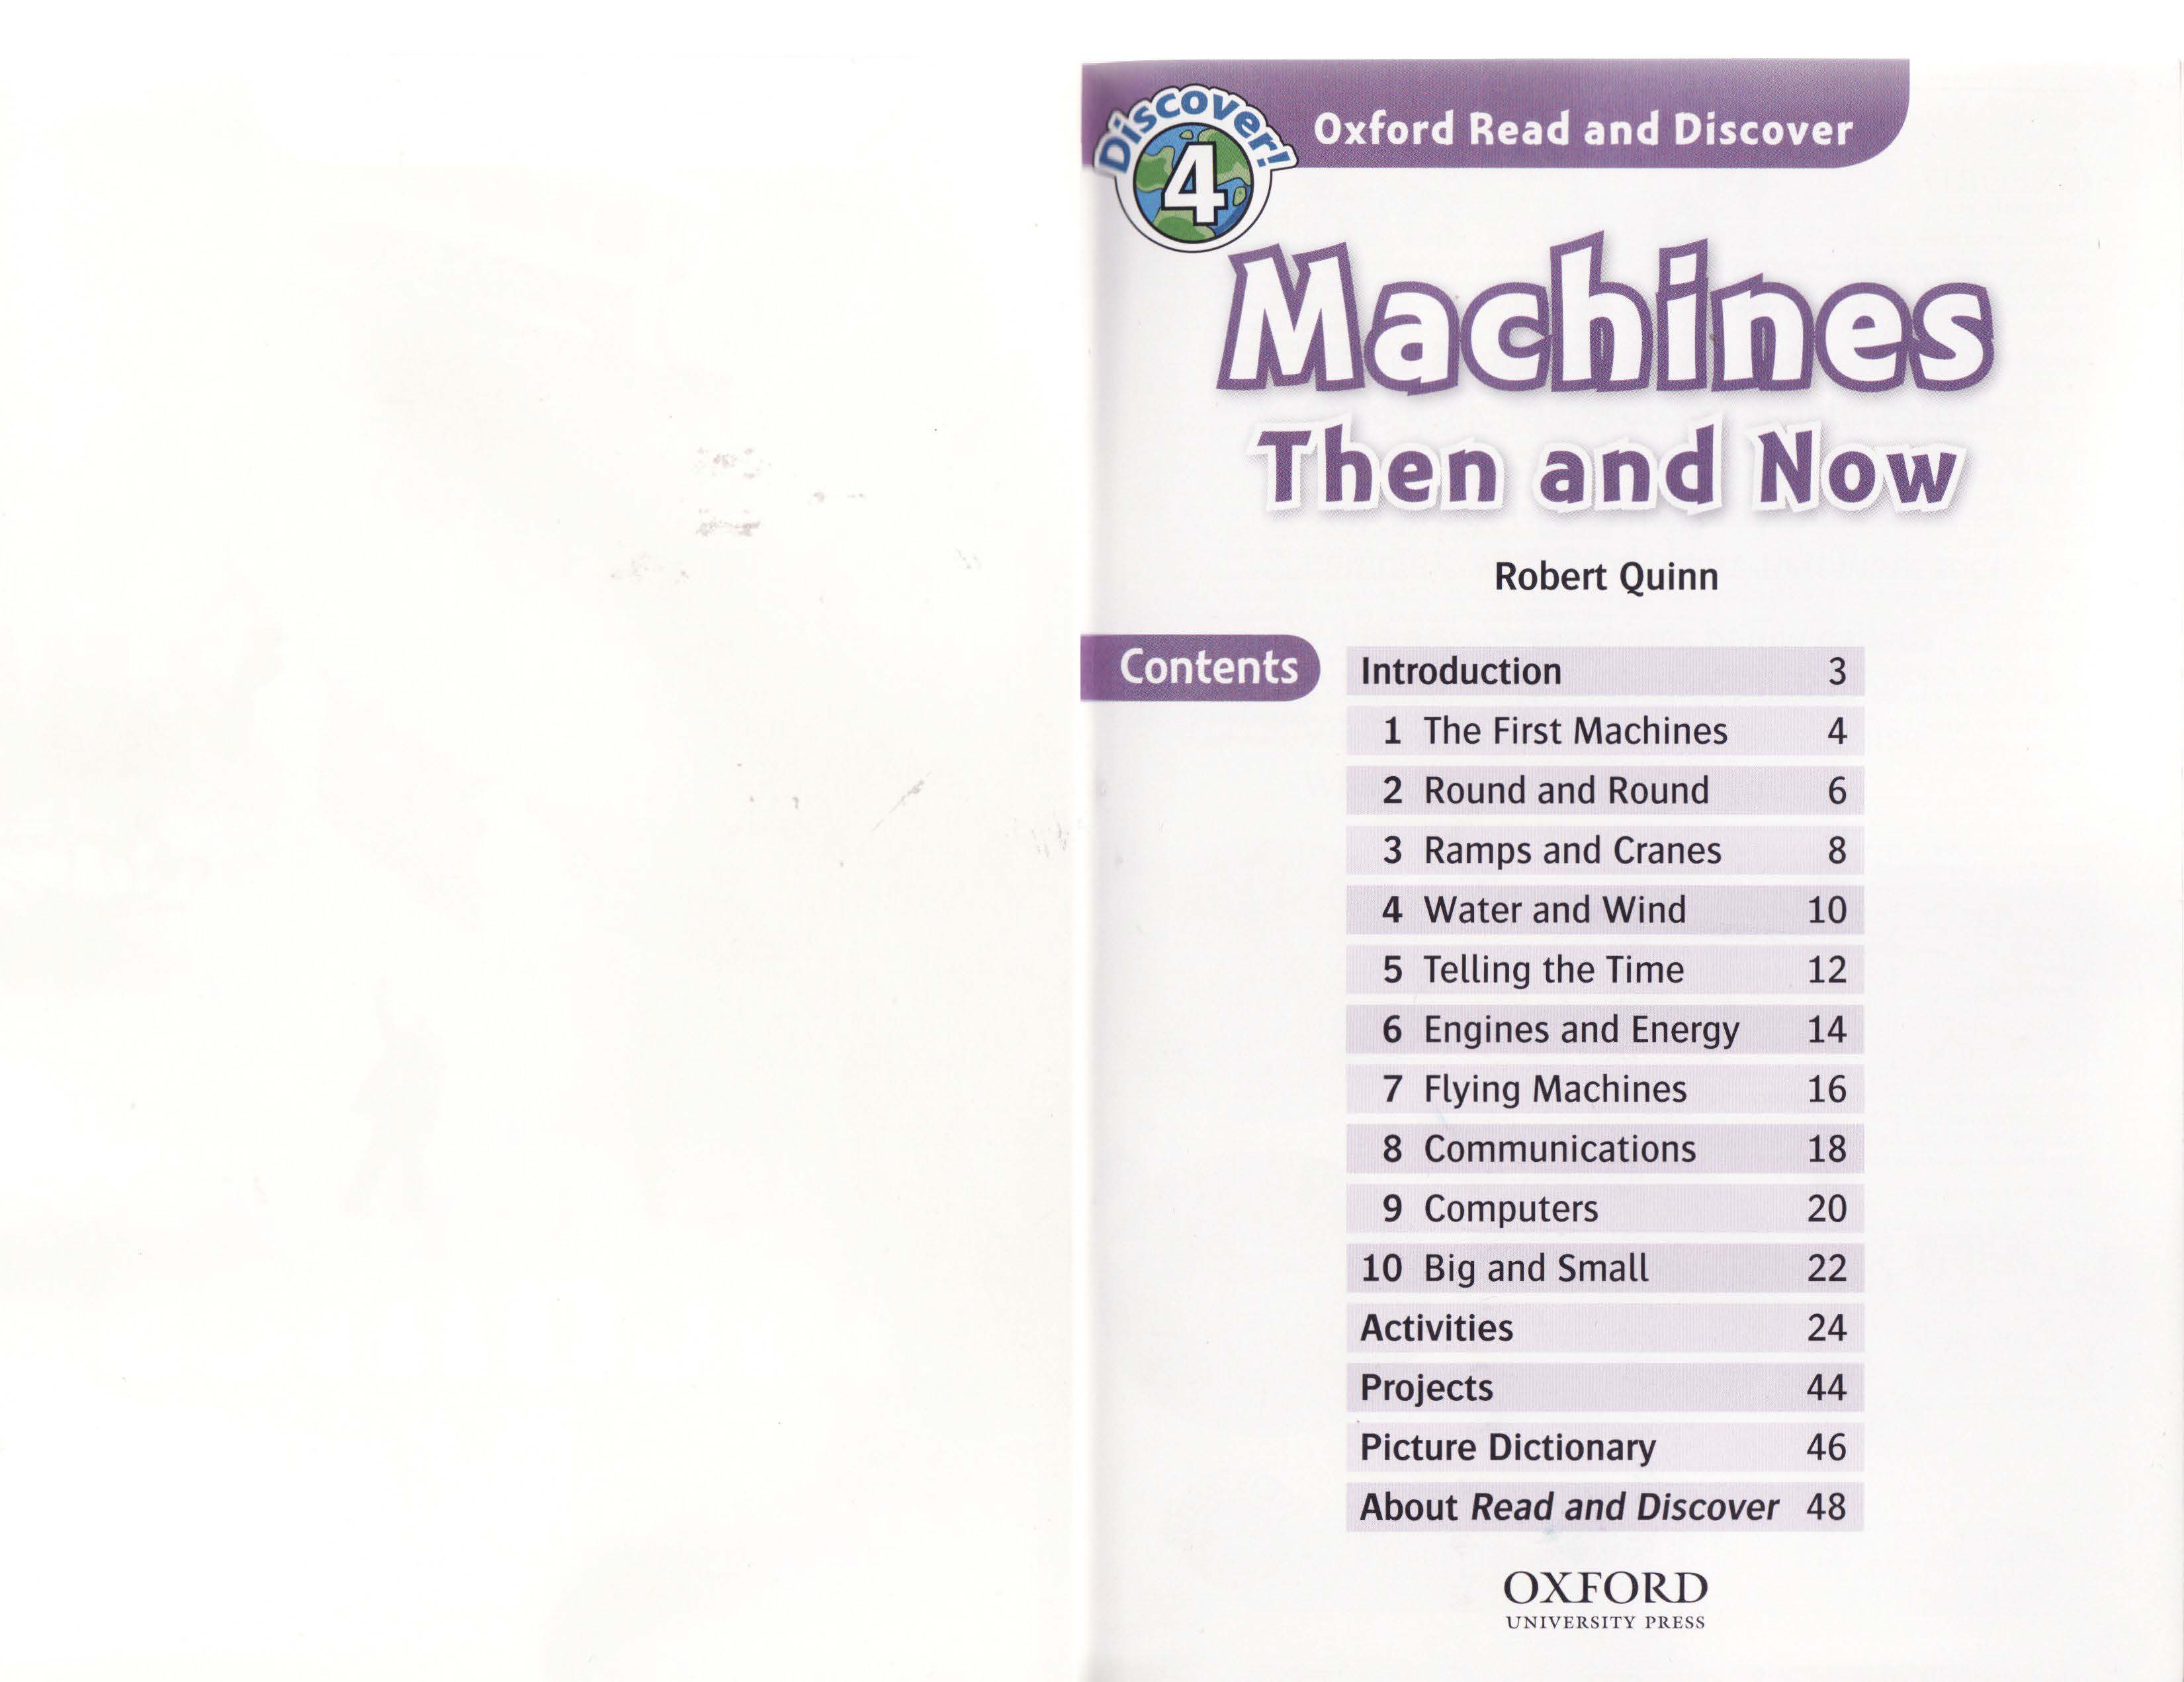 Discover!
4
Oxford Read and Discover
Machines
Then and Now
Robert Quinn
Contents
Introduction 3
1 The First Machines 4
2 Round and Round 6
3 Ramps and Cranes 8
4 Water and Wind 10
5 Telling the Time 12
6 Engines and Energy 14
7 Flying Machines 16
8 Communications 18
9 Computers 20
10 Big and Small 22
Activities 24
Projects 44
Picture Dictionary 46
About Read and Discover 48
OXFORD
UNIVERSITY PRESS